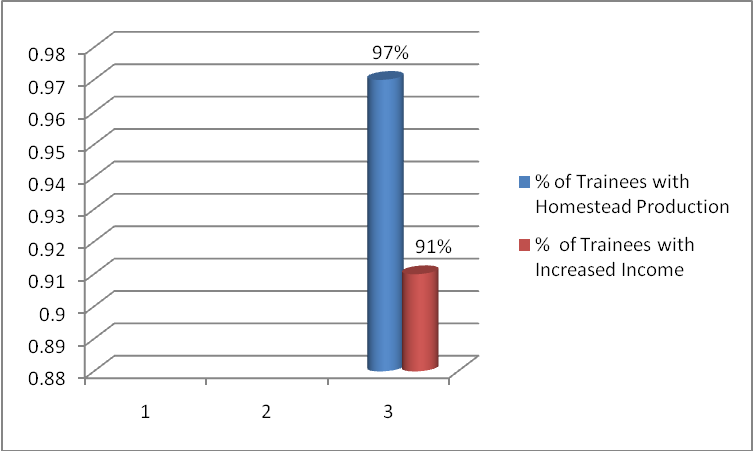 0.98
0.97
0.96
0.95
0.94
0.93
0.92
0.91
0.9
0.89
0.88
97%
91%
1 2 3
% of Trainees with
Homestead Production
% of Trainees with
Increased Income